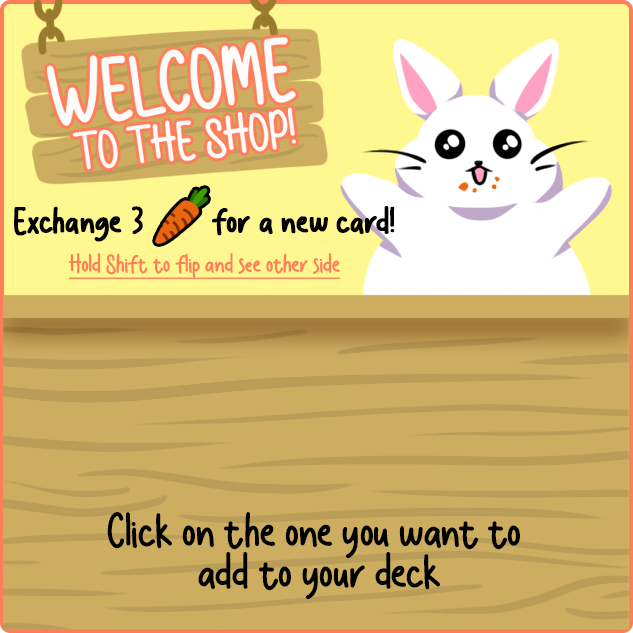 WELCOME
TO THE SHOP!
Exchange 3 for a new card!
Hold Shift to flip and see other side
Click on the one you want to
add to your deck